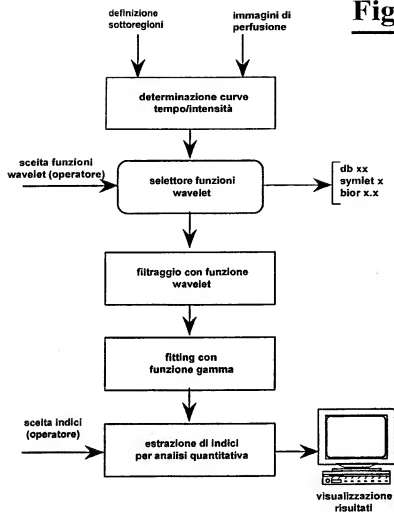 Fig
definizione
sottoregioni
immagini di
perfusione
determinazione curve
tempo/intensità
scelta funzioni
wavelet (operatore)
selettore funzioni
wavelet
db xx
symlet x
bior x.x
filtraggio con funzione
wavelet
fitting con
funzione gamma
scelta indici
(operatore)
estrazione di indici
per analisi quantitativa
visualizzazione
risultati